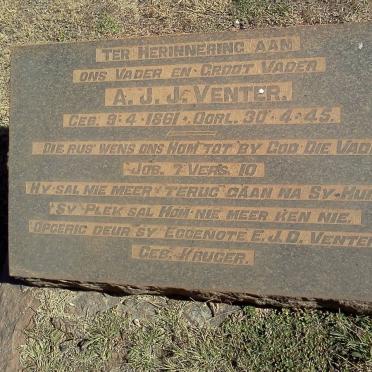 TER HERINNERING AAN
ONS VADER EN GROOT VADER
A. J. J. VENTER.
GEB. 9·4·1861 · OORL. 30·4·45.
DIE RUS WENS ONS HOM TOT BY GOD DIE VAD
JOB. 7 VERS. 10
HY SAL NIE MEER TERUG GAAN NA SY HU
SY PLEK SAL HOM NIE MEER KEN NIE.
OPGERIG DEUR SY EGGENOTE E.J.D. VENTER
GEB. KRUGER.